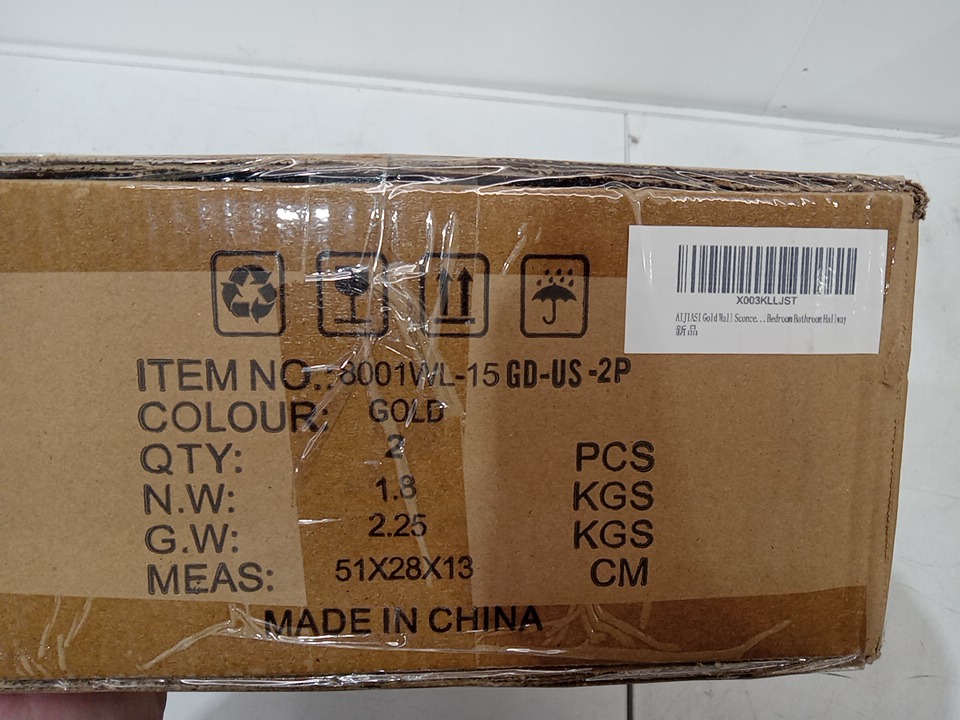 X003KLLJST
AIJIASI Gold Wall Sconce...Bedroom Bathroom Hallway
新品
ITEM NO.: 8001WL-15 GD-US-2P
COLOUR: GOLD
QTY: 2 PCS
N.W: 1.8 KGS
G.W: 2.25 KGS
MEAS: 51X28X13 CM
MADE IN CHINA